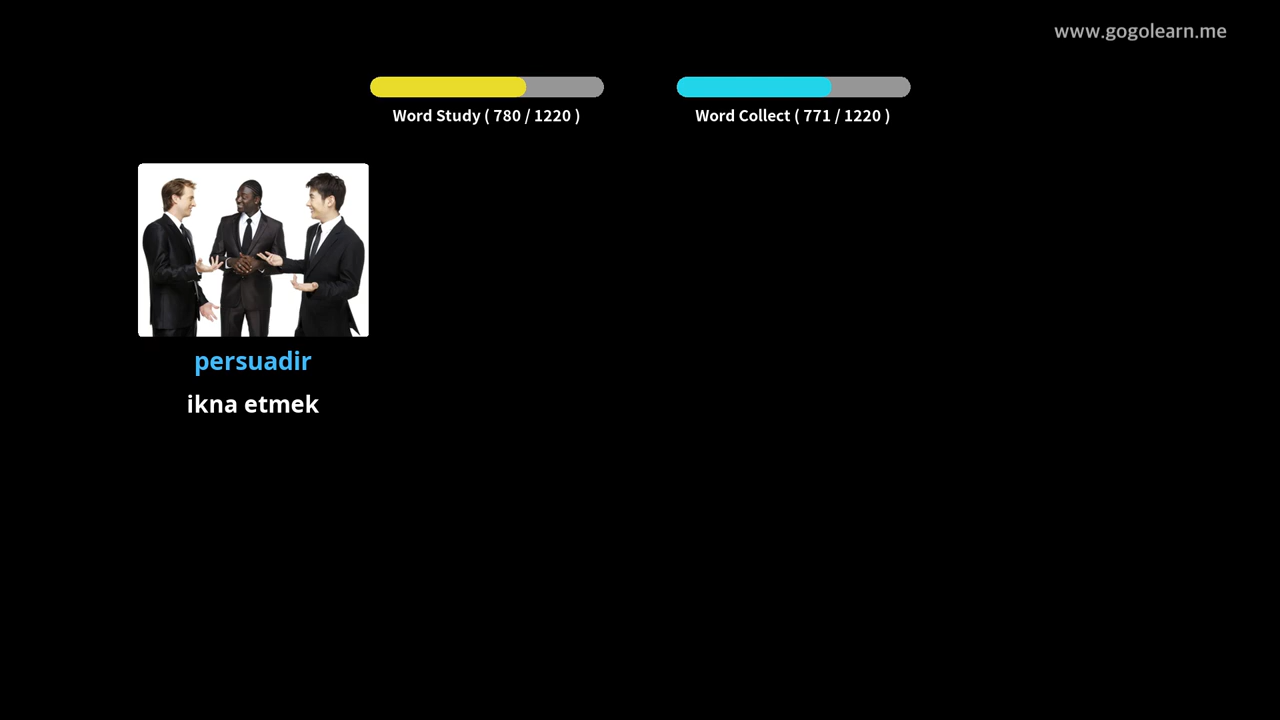 www.gogolearn.me
Word Study ( 780 / 1220 )
Word Collect ( 771 / 1220 )
persuadir
ikna etmek